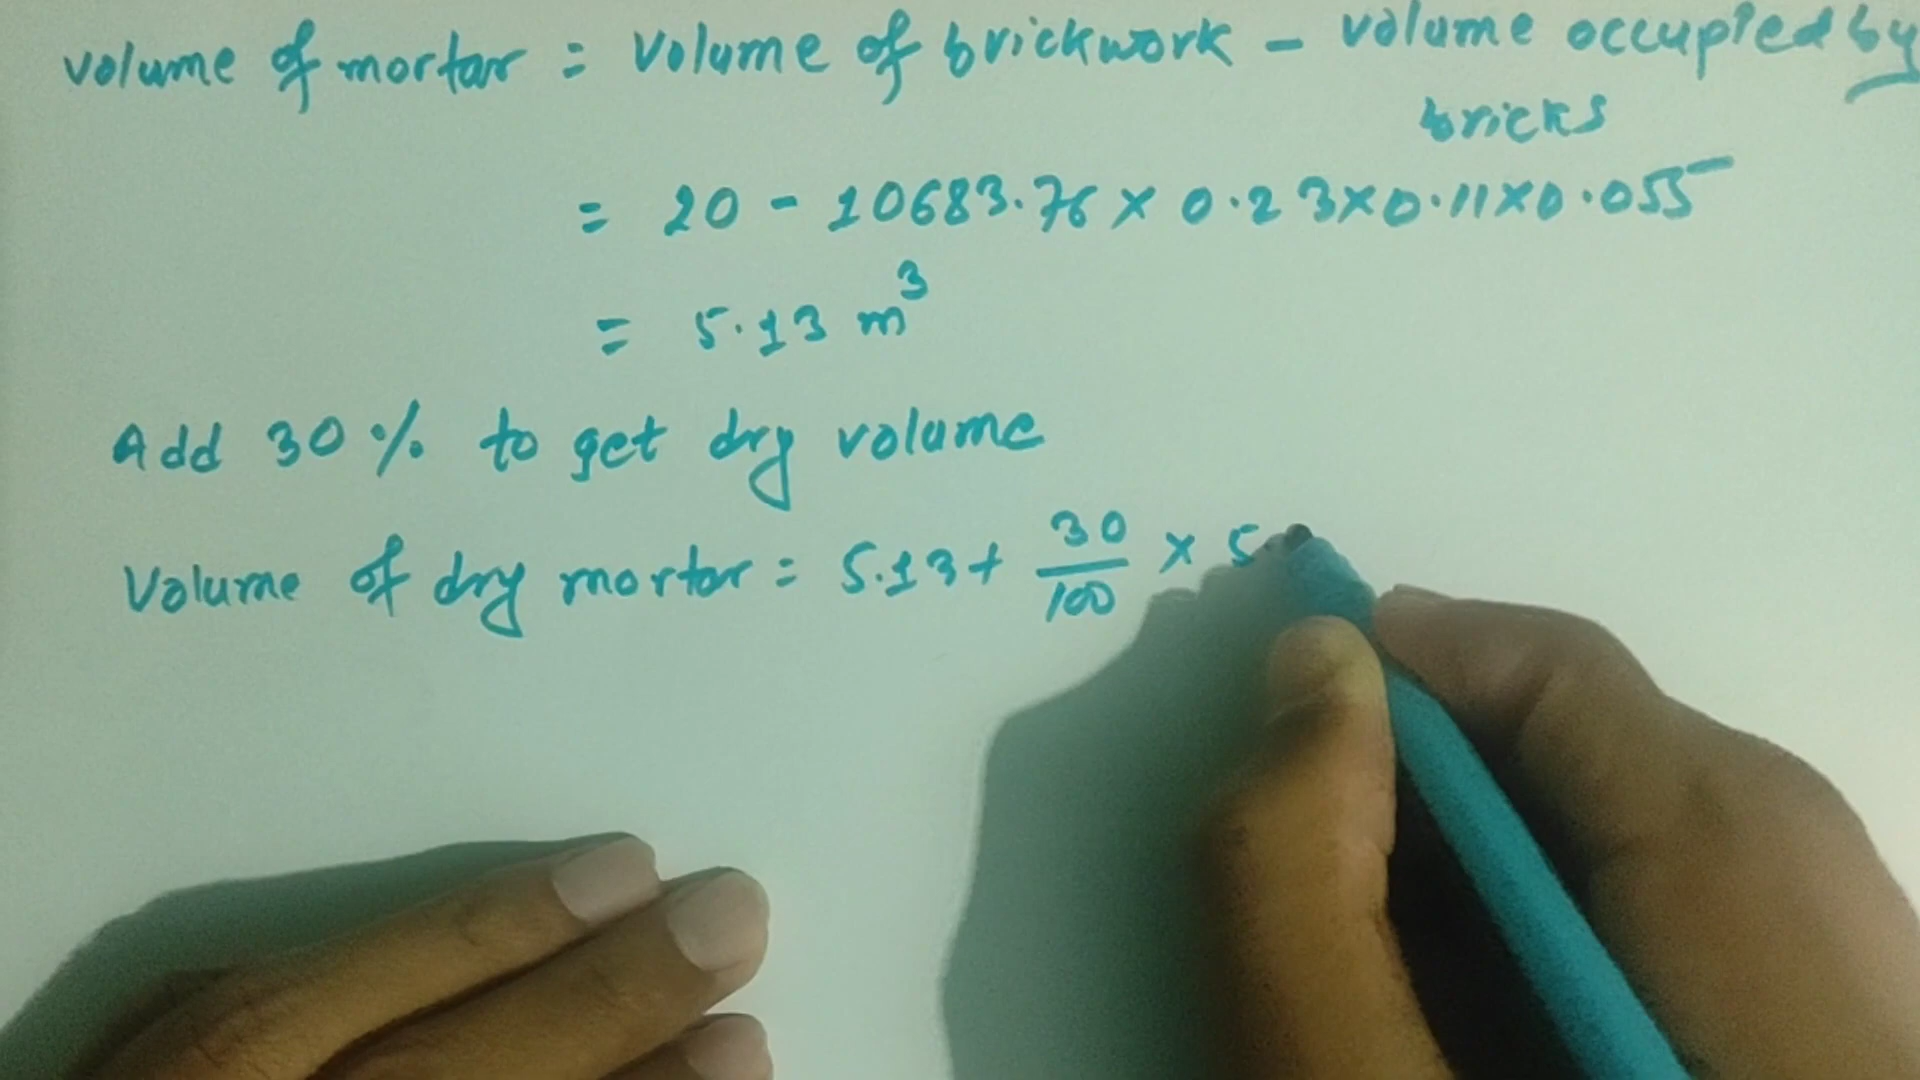 volume of mortar = volume of brickwork - volume occupied by
bricks
= 20 - 10683.76 × 0.23×0.11×0.055
= 5.13 m³
Add 30% to get dry volume
Volume of dry mortar = 5.13 + 30/100 × 5.